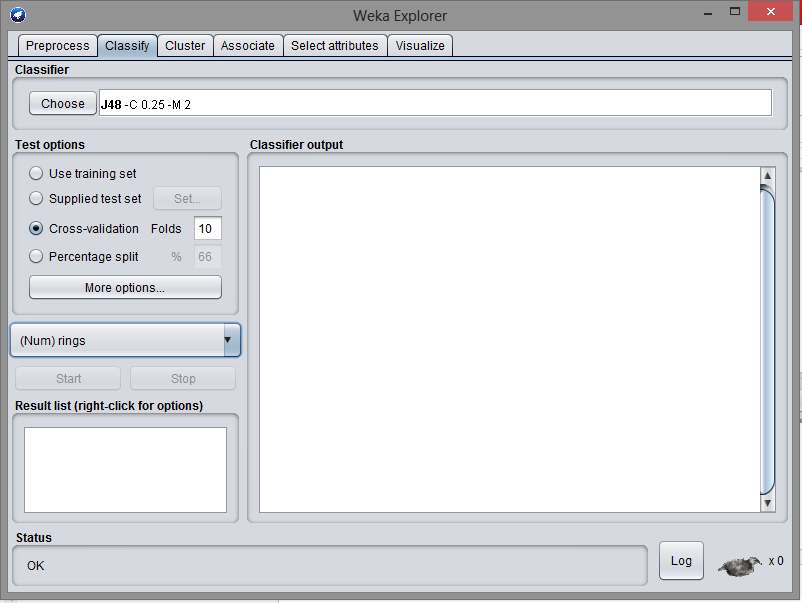 Weka Explorer
Preprocess Classify Cluster Associate Select attributes Visualize
Classifier
Choose J48 -C 0.25 -M 2
Test options
Use training set
Supplied test set Set...
Cross-validation Folds 10
Percentage split % 66
More options...
(Num) rings
Start Stop
Result list (right-click for options)
Classifier output
Status
OK
Log
x 0